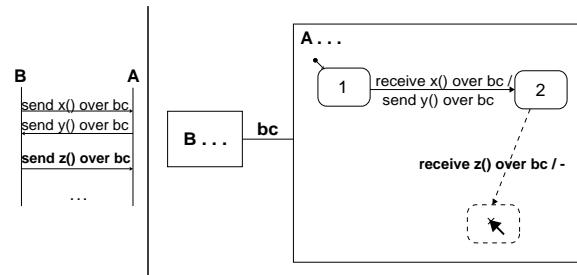 B A
send x() over bc
send y() over bc
send z() over bc
...
A . . .
1
receive x() over bc /
send y() over bc
2
B . . .
bc
receive z() over bc / -
x